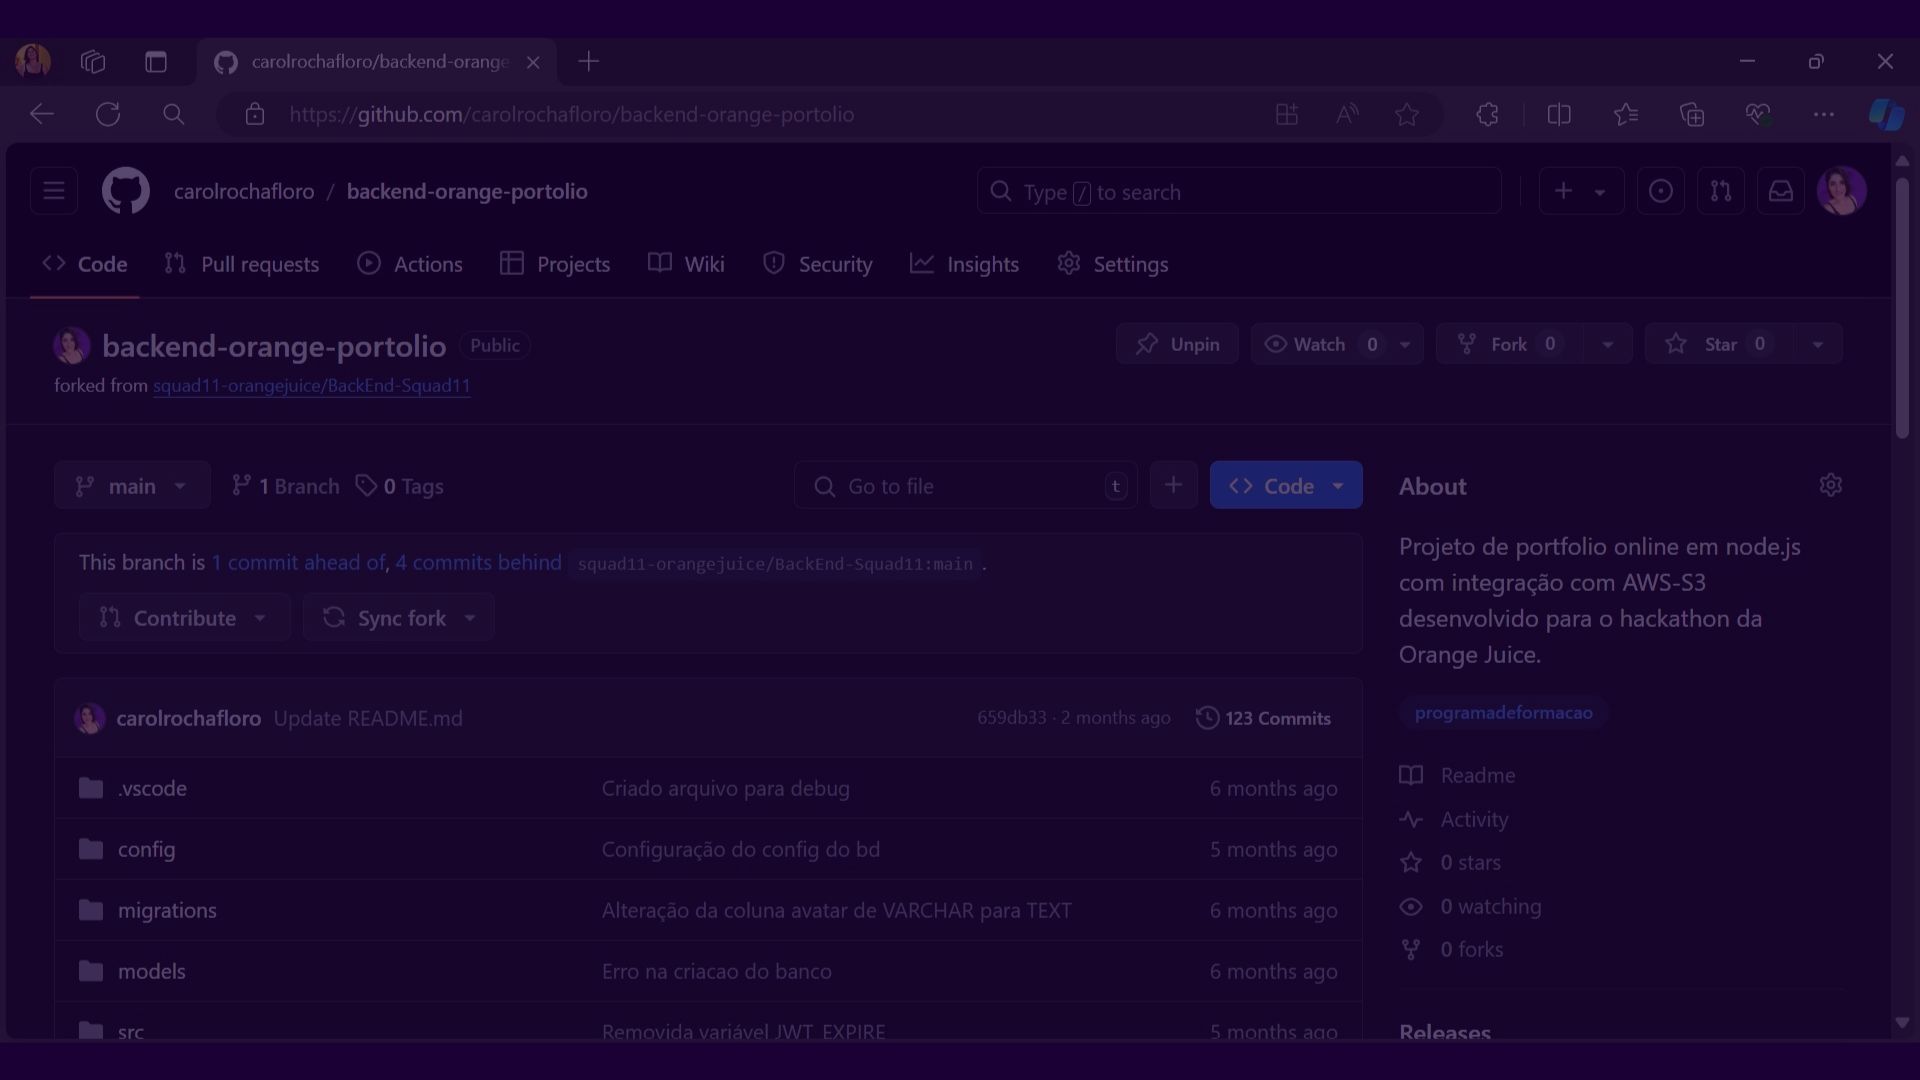 carolrochafloro/backend-orange
https://github.com/carolrochafloro/backend-orange-portolio
carolrochafloro / backend-orange-portolio
Type / to search
Code Pull requests Actions Projects Wiki Security Insights Settings
backend-orange-portolio Public
Unpin Watch 0 Fork 0 Star 0
forked from squad11-orangejuice/BackEnd-Squad11
main 1 Branch 0 Tags Go to file t Code
This branch is 1 commit ahead of, 4 commits behind squad11-orangejuice/BackEnd-Squad11:main .
Contribute Sync fork
carolrochafloro Update README.md 659db33 · 2 months ago 123 Commits
.vscode Criado arquivo para debug 6 months ago
config Configuração do config do bd 5 months ago
migrations Alteração da coluna avatar de VARCHAR para TEXT 6 months ago
models Erro na criacao do banco 6 months ago
src Removida variável JWT_EXPIRE 5 months ago
About
Projeto de portfolio online em node.js
com integração com AWS-S3
desenvolvido para o hackathon da
Orange Juice.
programadeformacao
Readme
Activity
0 stars
0 watching
0 forks
Releases